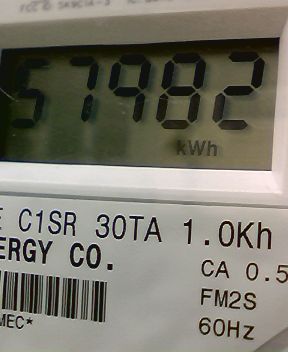 57982
kWh
E C1SR 30TA 1.0Kh
ERGY CO.
CA 0.5
FM2S
MEC*
60Hz